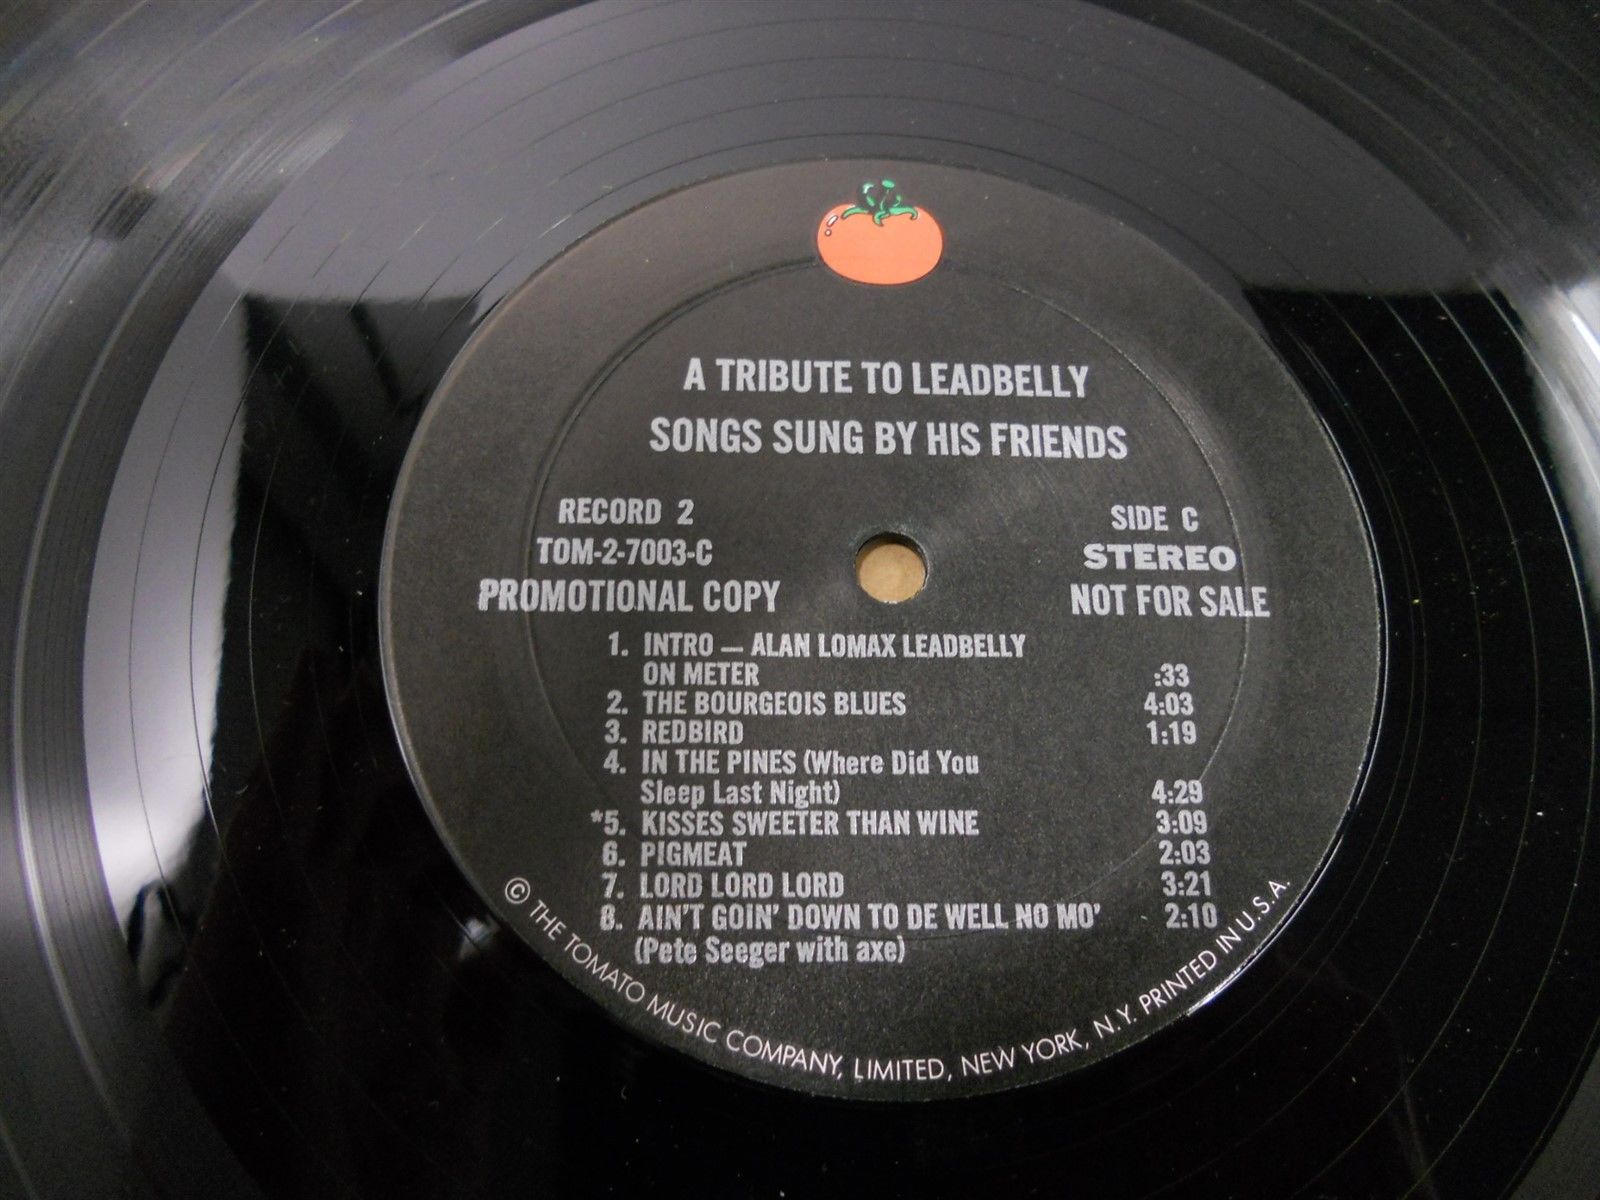 A TRIBUTE TO LEADBELLY
SONGS SUNG BY HIS FRIENDS
RECORD 2
SIDE C
TOM-2-7003-C
STEREO
PROMOTIONAL COPY
NOT FOR SALE
1. INTRO — ALAN LOMAX LEADBELLY
ON METER :33
2. THE BOURGEOIS BLUES 4:03
3. REDBIRD 1:19
4. IN THE PINES (Where Did You
Sleep Last Night) 4:29
*5. KISSES SWEETER THAN WINE 3:09
6. PIGMEAT 2:03
7. LORD LORD LORD 3:21
8. AIN'T GOIN' DOWN TO DE WELL NO MO' 2:10
(Pete Seeger with axe)
© THE TOMATO MUSIC COMPANY, LIMITED, NEW YORK, N.Y. PRINTED IN U.S.A.